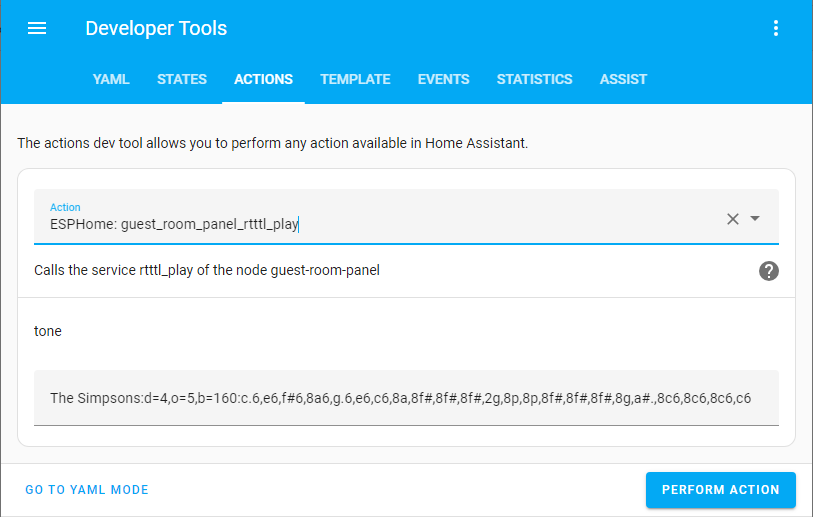 Developer Tools
YAML STATES ACTIONS TEMPLATE EVENTS STATISTICS ASSIST
The actions dev tool allows you to perform any action available in Home Assistant.
Action
ESPHome: guest_room_panel_rtttl_play
Calls the service rtttl_play of the node guest-room-panel
?
tone
The Simpsons:d=4,o=5,b=160:c.6,e6,f#6,8a6,g.6,e6,c6,8a,8f#,8f#,8f#,2g,8p,8p,8f#,8f#,8f#,8g,a#.,8c6,8c6,8c6,c6
GO TO YAML MODE PERFORM ACTION